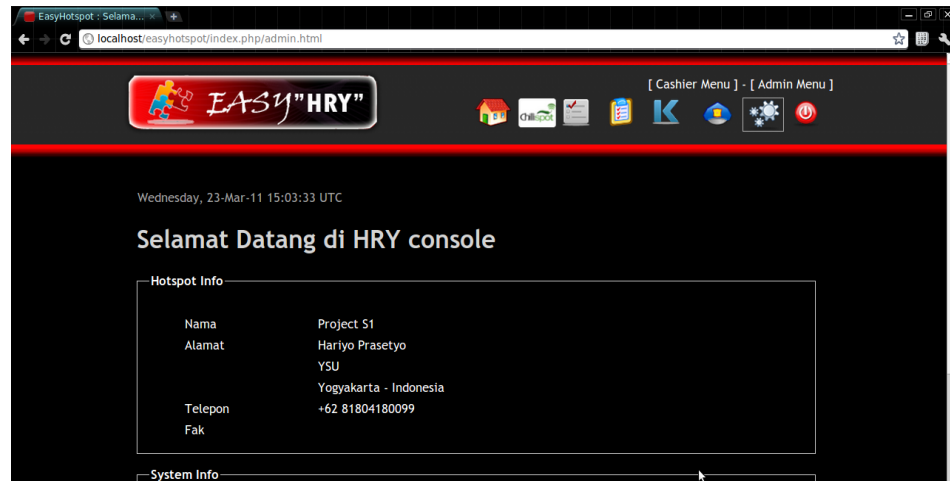 EasyHotspot : Selama...
localhost/easyhotspot/index.php/admin.html
EASY"HRY"
[ Cashier Menu ] - [ Admin Menu ]
chillispot
K
Wednesday, 23-Mar-11 15:03:33 UTC
Selamat Datang di HRY console
Hotspot Info
Nama Project S1
Alamat Hariyo Prasetyo
YSU
Yogyakarta - Indonesia
Telepon +62 81804180099
Fak
System Info